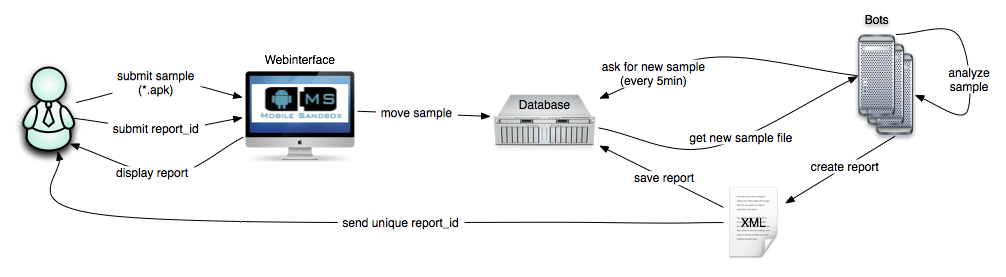 Bots
Webinterface
submit sample
(*.apk)
ask for new sample
(every 5min)
analyze
sample
MS
MOBILE SANDBOX
Database
move sample
submit report_id
get new sample file
display report
create report
save report
XML
send unique report_id